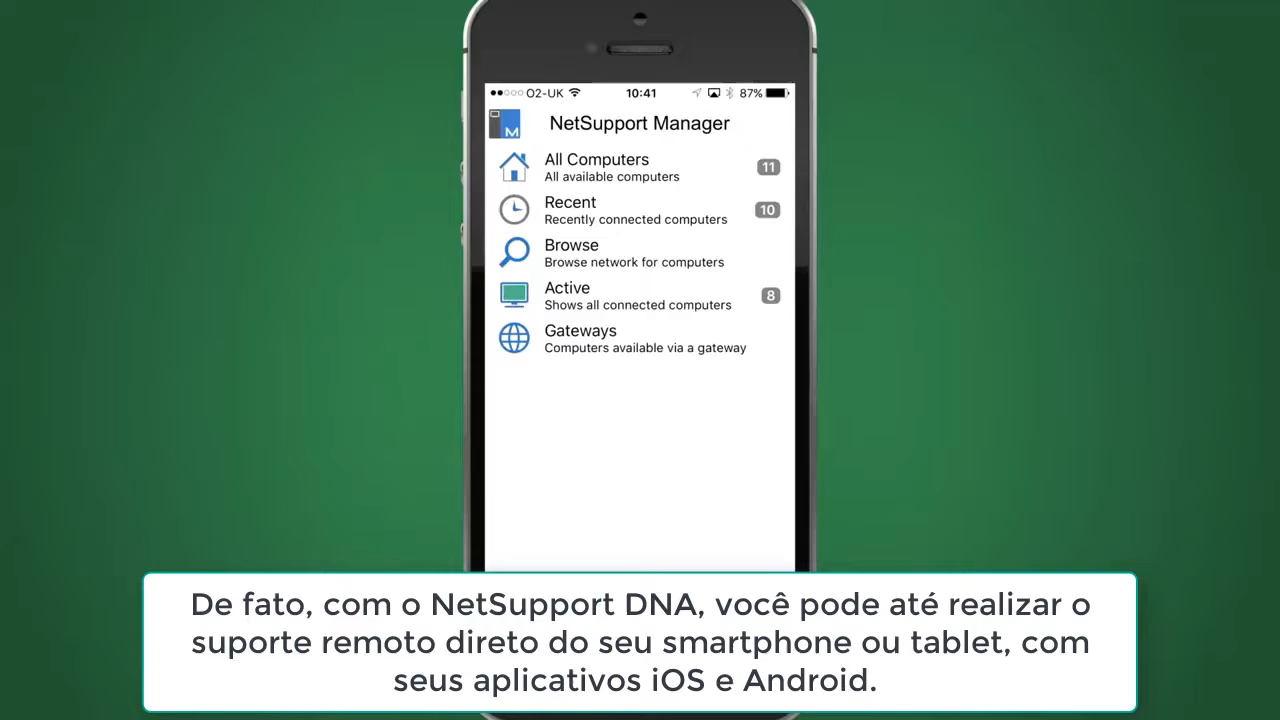 O2-UK 10:41 87%
M
NetSupport Manager
All Computers
All available computers
11
Recent
Recently connected computers
10
Browse
Browse network for computers
Active
Shows all connected computers
8
Gateways
Computers available via a gateway
De fato, com o NetSupport DNA, você pode até realizar o
suporte remoto direto do seu smartphone ou tablet, com
seus aplicativos iOS e Android.